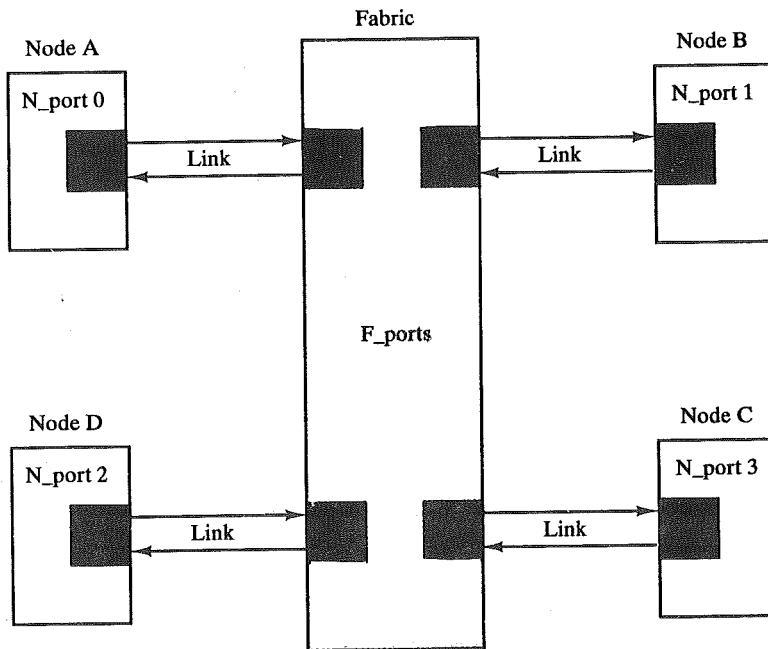 Fabric
Node A
Node B
N_port 0
N_port 1
Link
Link
F_ports
Node D
Node C
N_port 2
N_port 3
Link
Link